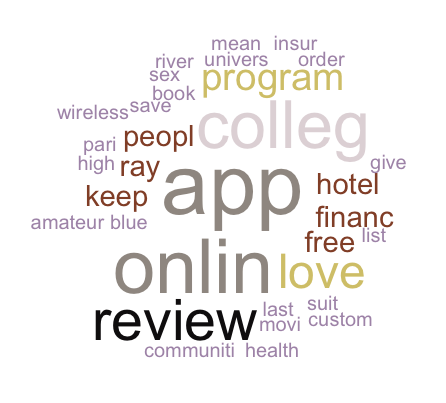 mean insur
river univers order
sex program
book
wireless save colleg
pari peopl
high ray app give
keep hotel
amateur blue financ
free list
onlin love
review last suit
movi custom
communiti health